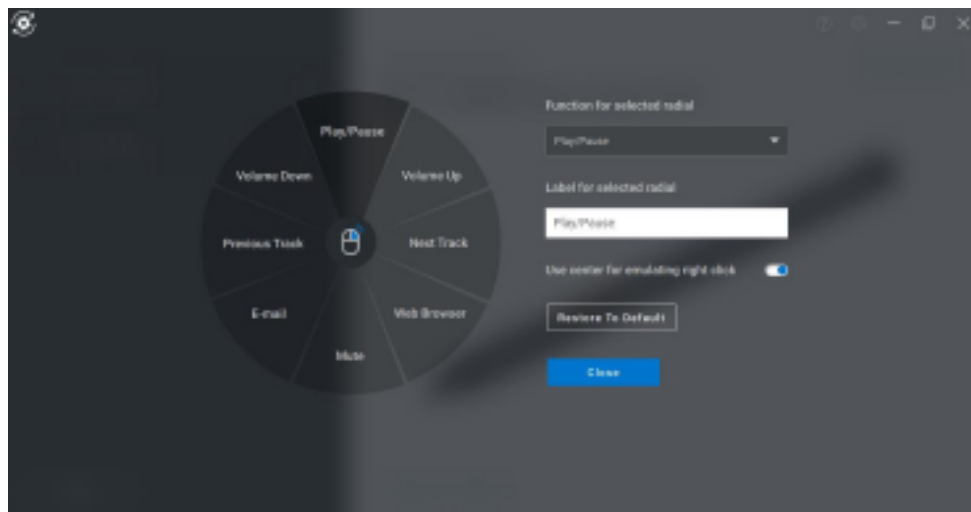 Play/Pause
Volume Up
Next Track
Web Browser
Mute
E-mail
Previous Track
Volume Down
Function for selected radial
Play/Pause
Label for selected radial
Play/Pause
Use center for emulating right click
Restore To Default
Close